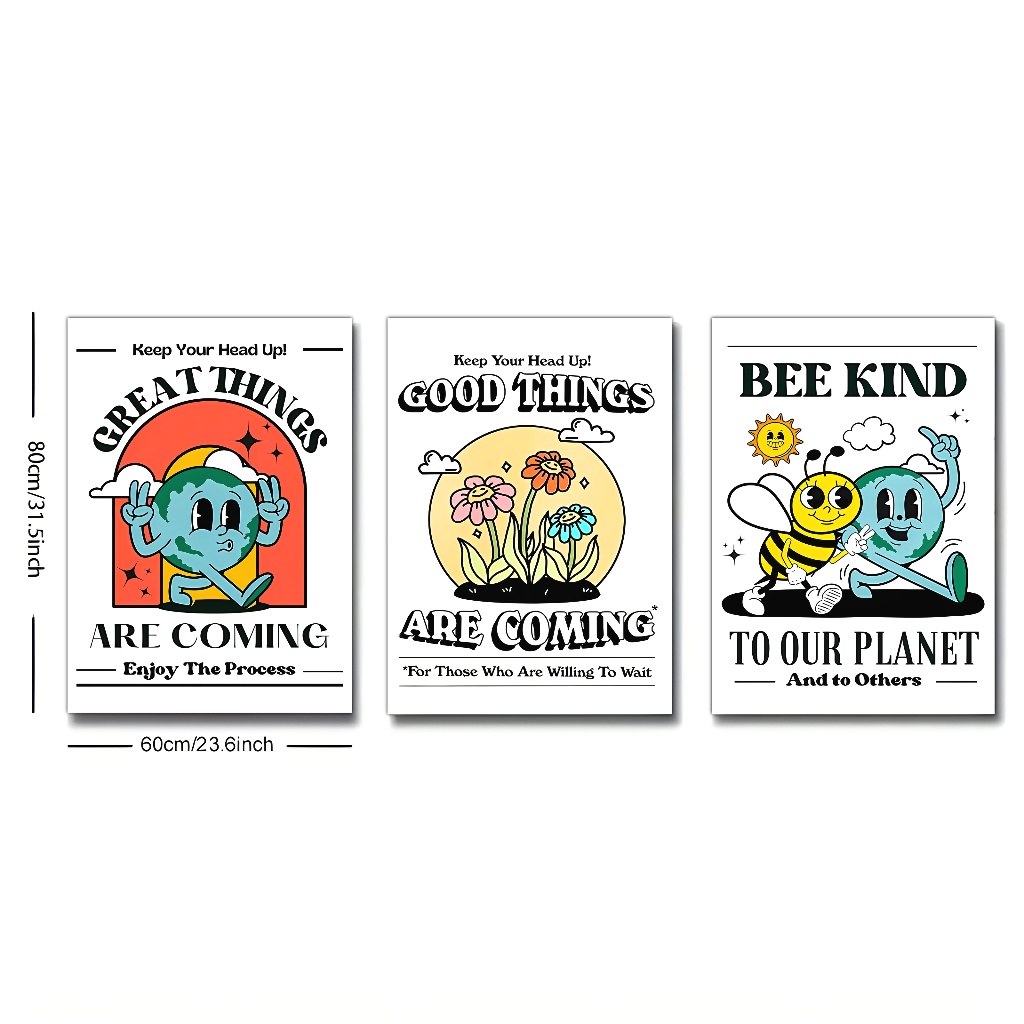 80cm/31.5inch
Keep Your Head Up!
GREAT THINGS
ARE COMING
Enjoy The Process
60cm/23.6inch
Keep Your Head Up!
GOOD THINGS
ARE COMING*
*For Those Who Are Willing To Wait
BEE KIND
TO OUR PLANET
And to Others